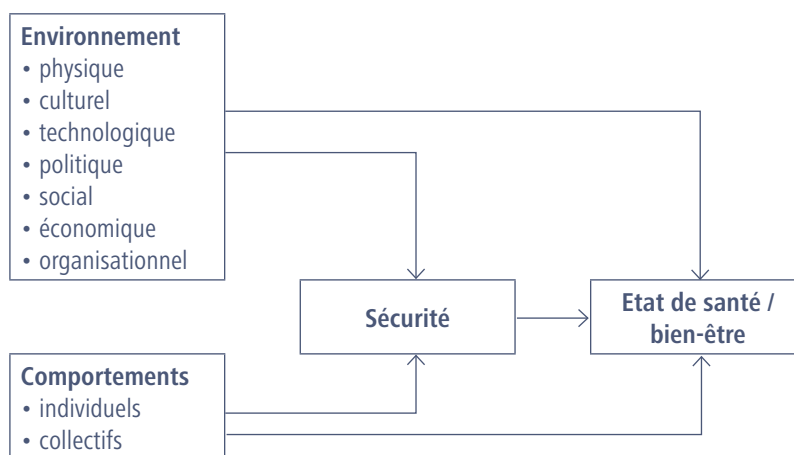 Environnement
• physique
• culturel
• technologique
• politique
• social
• économique
• organisationnel
Sécurité
Etat de santé /
bien-être
Comportements
• individuels
• collectifs